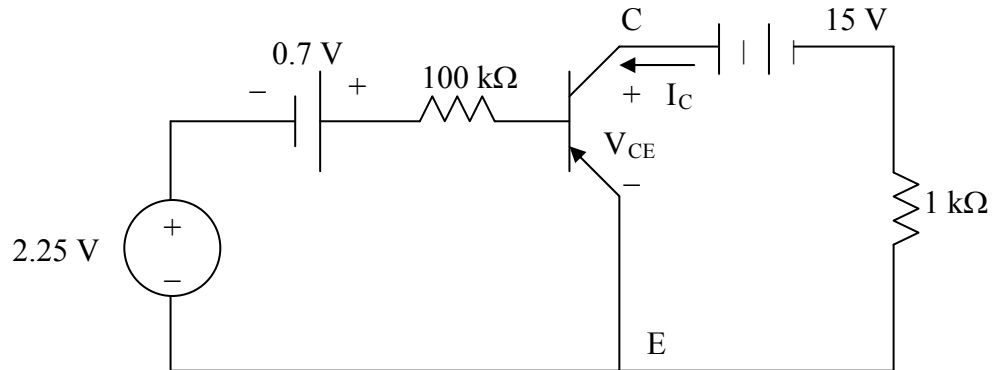 C
15 V
0.7 V
100 kΩ
− +
+ I_C
V_CE
−
1 kΩ
+
2.25 V
−
E